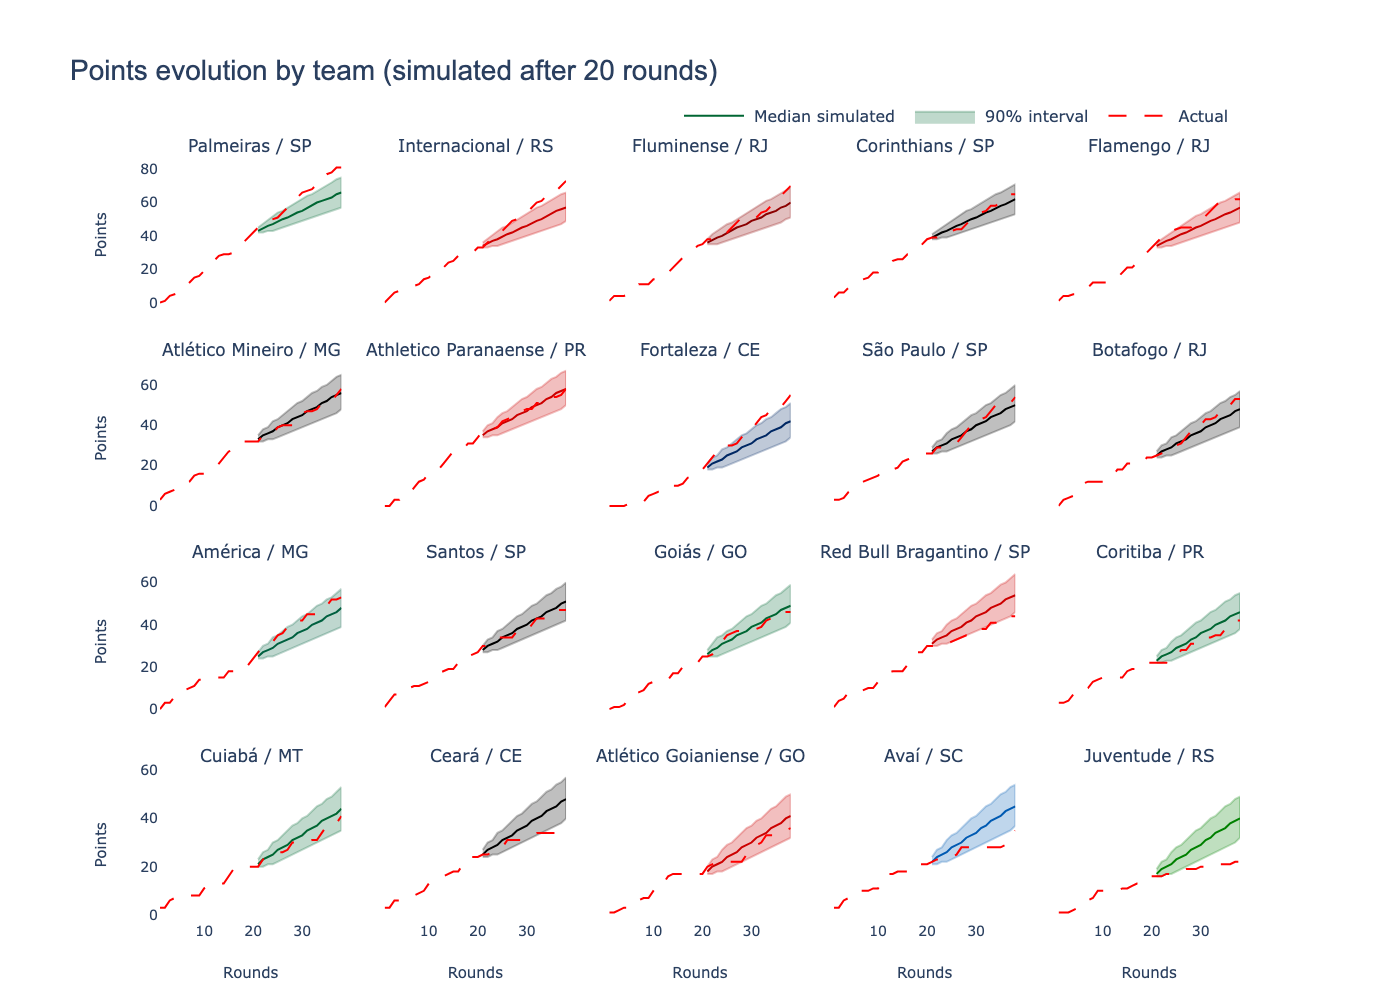 Points evolution by team (simulated after 20 rounds)
Median simulated 90% interval Actual
Palmeiras / SP Internacional / RS Fluminense / RJ Corinthians / SP Flamengo / RJ
80
60
40
20
0
Points
Atlético Mineiro / MG Athletico Paranaense / PR Fortaleza / CE São Paulo / SP Botafogo / RJ
60
40
20
0
Points
América / MG Santos / SP Goiás / GO Red Bull Bragantino / SP Coritiba / PR
60
40
20
0
Points
Cuiabá / MT Ceará / CE Atlético Goianiense / GO Avaí / SC Juventude / RS
60
40
20
0
Points
10 20 30 10 20 30 10 20 30 10 20 30 10 20 30
Rounds Rounds Rounds Rounds Rounds